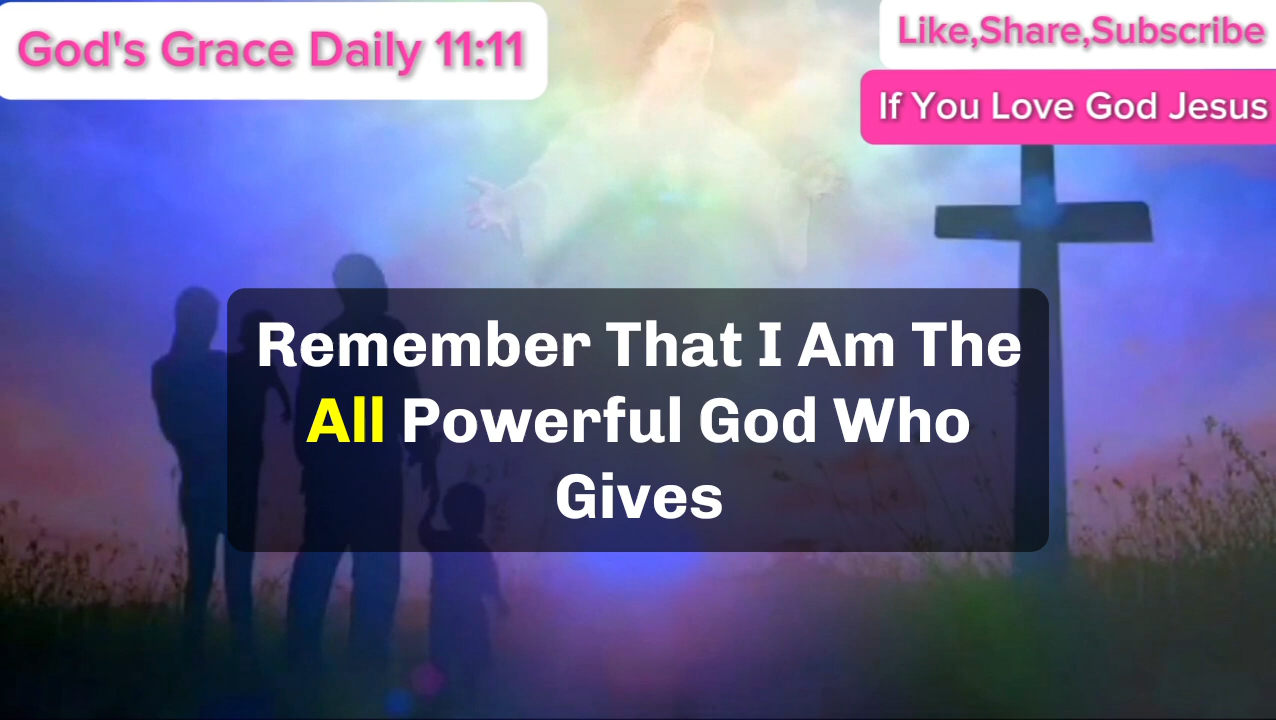 God's Grace Daily 11:11
Like,Share,Subscribe
If You Love God Jesus
Remember That I Am The
All Powerful God Who
Gives